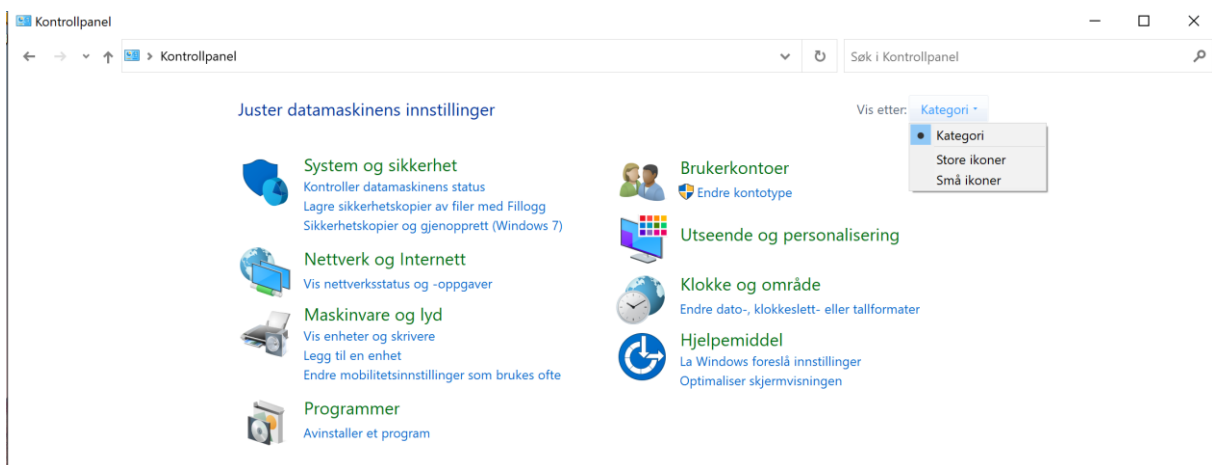 Kontrollpanel
Kontrollpanel
Søk i Kontrollpanel
Juster datamaskinens innstillinger
Vis etter: Kategori
Kategori
Store ikoner
Små ikoner
System og sikkerhet
Kontroller datamaskinens status
Lagre sikkerhetskopier av filer med Fillogg
Sikkerhetskopier og gjenopprett (Windows 7)
Nettverk og Internett
Vis nettverksstatus og -oppgaver
Maskinvare og lyd
Vis enheter og skrivere
Legg til en enhet
Endre mobilitetsinnstillinger som brukes ofte
Programmer
Avinstaller et program
Brukerkontoer
Endre kontotype
Utseende og personalisering
Klokke og område
Endre dato-, klokkeslett- eller tallformater
Hjelpemiddel
La Windows foreslå innstillinger
Optimaliser skjermvisningen